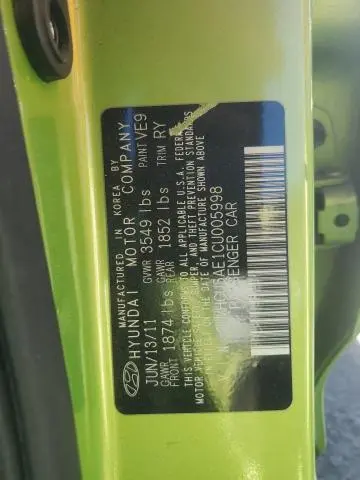 MANUFACTURED IN KOREA BY
HYUNDAI MOTOR COMPANY
JUN/13/11 GVWR 3549 lbs PAINT VE9
GAWR FRONT 1874 lbs GAWR REAR 1852 lbs TRIM RY
THIS VEHICLE CONFORMS TO ALL APPLICABLE U.S.A. FEDERAL
MOTOR VEHICLE SAFETY, BUMPER, AND THEFT PREVENTION STANDARDS
IN EFFECT ON THE DATE OF MANUFACTURE SHOWN ABOVE
5AE1CU005998
PASSENGER CAR